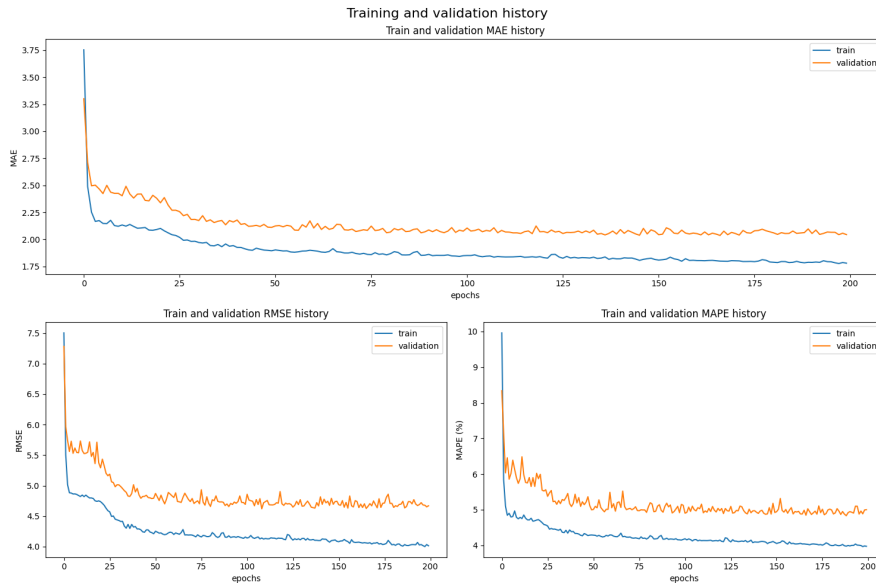 Training and validation history
Train and validation MAE history
MAE
3.75
3.50
3.25
3.00
2.75
2.50
2.25
2.00
1.75
train
validation
0 25 50 75 100 125 150 175 200
epochs
Train and validation RMSE history
RMSE
7.5
7.0
6.5
6.0
5.5
5.0
4.5
4.0
train
validation
0 25 50 75 100 125 150 175 200
epochs
Train and validation MAPE history
MAPE (%)
10
9
8
7
6
5
4
train
validation
0 25 50 75 100 125 150 175 200
epochs